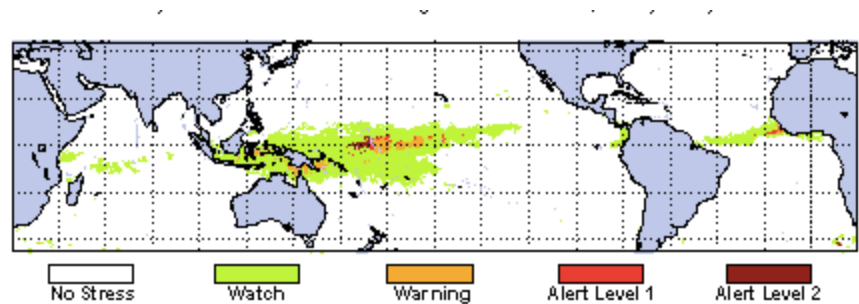 No Stress
Watch
Warning
Alert Level 1
Alert Level 2